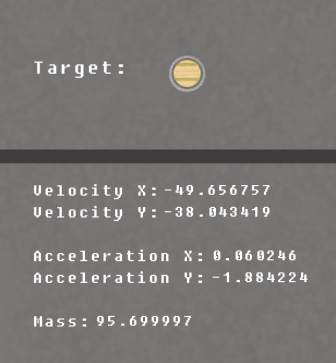 Target:
Velocity X: -49.656757
Velocity Y: -38.043419
Acceleration X: 0.060246
Acceleration Y: -1.884224
Mass: 95.699997